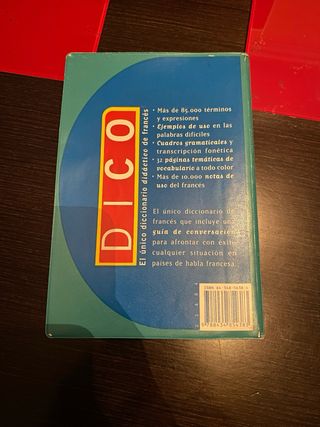 DICO
El único diccionario didáctico de francés
• Más de 85.000 términos
y expresiones
• Ejemplos de uso en las
palabras difíciles
• Cuadros gramaticales y
transcripción fonética
• 32 páginas temáticas de
vocabulario a todo color
• Más de 10.000 notas de
uso del francés
El único diccionario de
francés que incluye una
guía de conversación
para afrontar con éxito
cualquier situación en
países de habla francesa.